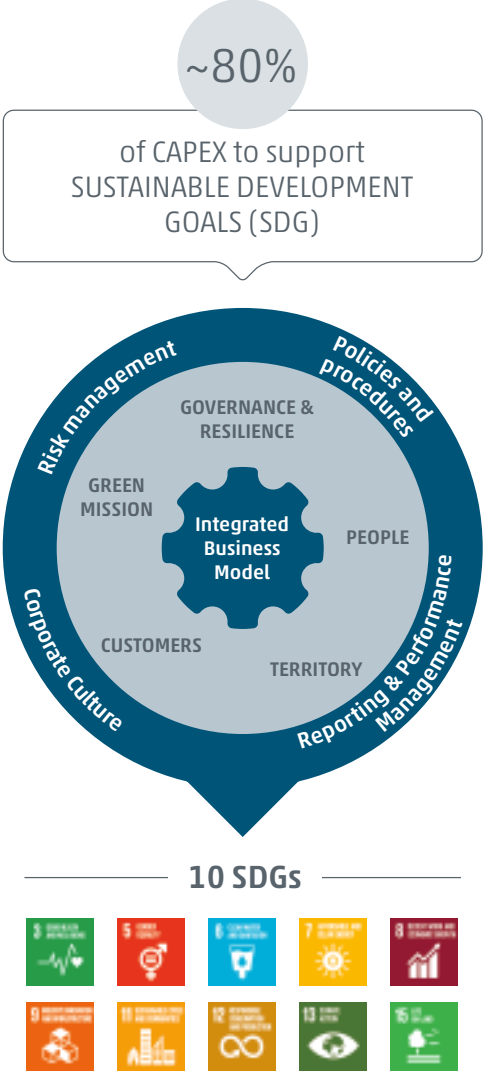 ~80%
of CAPEX to support
SUSTAINABLE DEVELOPMENT
GOALS (SDG)
Risk management
Policies and
procedures
GOVERNANCE &
RESILIENCE
GREEN
MISSION
Integrated
Business
Model
PEOPLE
CUSTOMERS
TERRITORY
Corporate Culture
Reporting & Performance
Management
10 SDGs
3
5
6
7
8
9
11
12
13
15